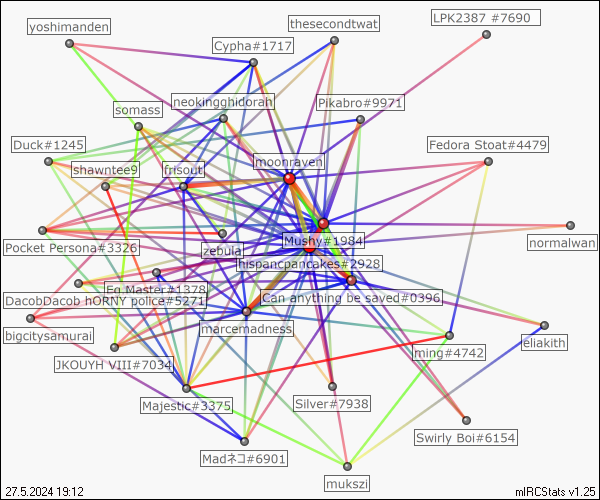 LPK2387 #7690
yoshimanden
thesecondtwat
Cypha#1717
neokingghidorah
Pikabro#9971
somass
Duck#1245
Fedora Stoat#4479
moonraven
shawntee9
frisout
Mushy#1984
normalwan
Pocket Persona#3326
zebula
hispancpancakes#2928
Eq.Master#1378
Can anything be saved#0396
DacobDacob hORNY police#5271
marcemadness
bigcitysamurai
eliakith
ming#4742
JKOUYH VIII#7034
Majestic#3375
Silver#7938
Swirly Boi#6154
Madネコ#6901
mukszi
27.5.2024 19:12
mIRCStats v1.25